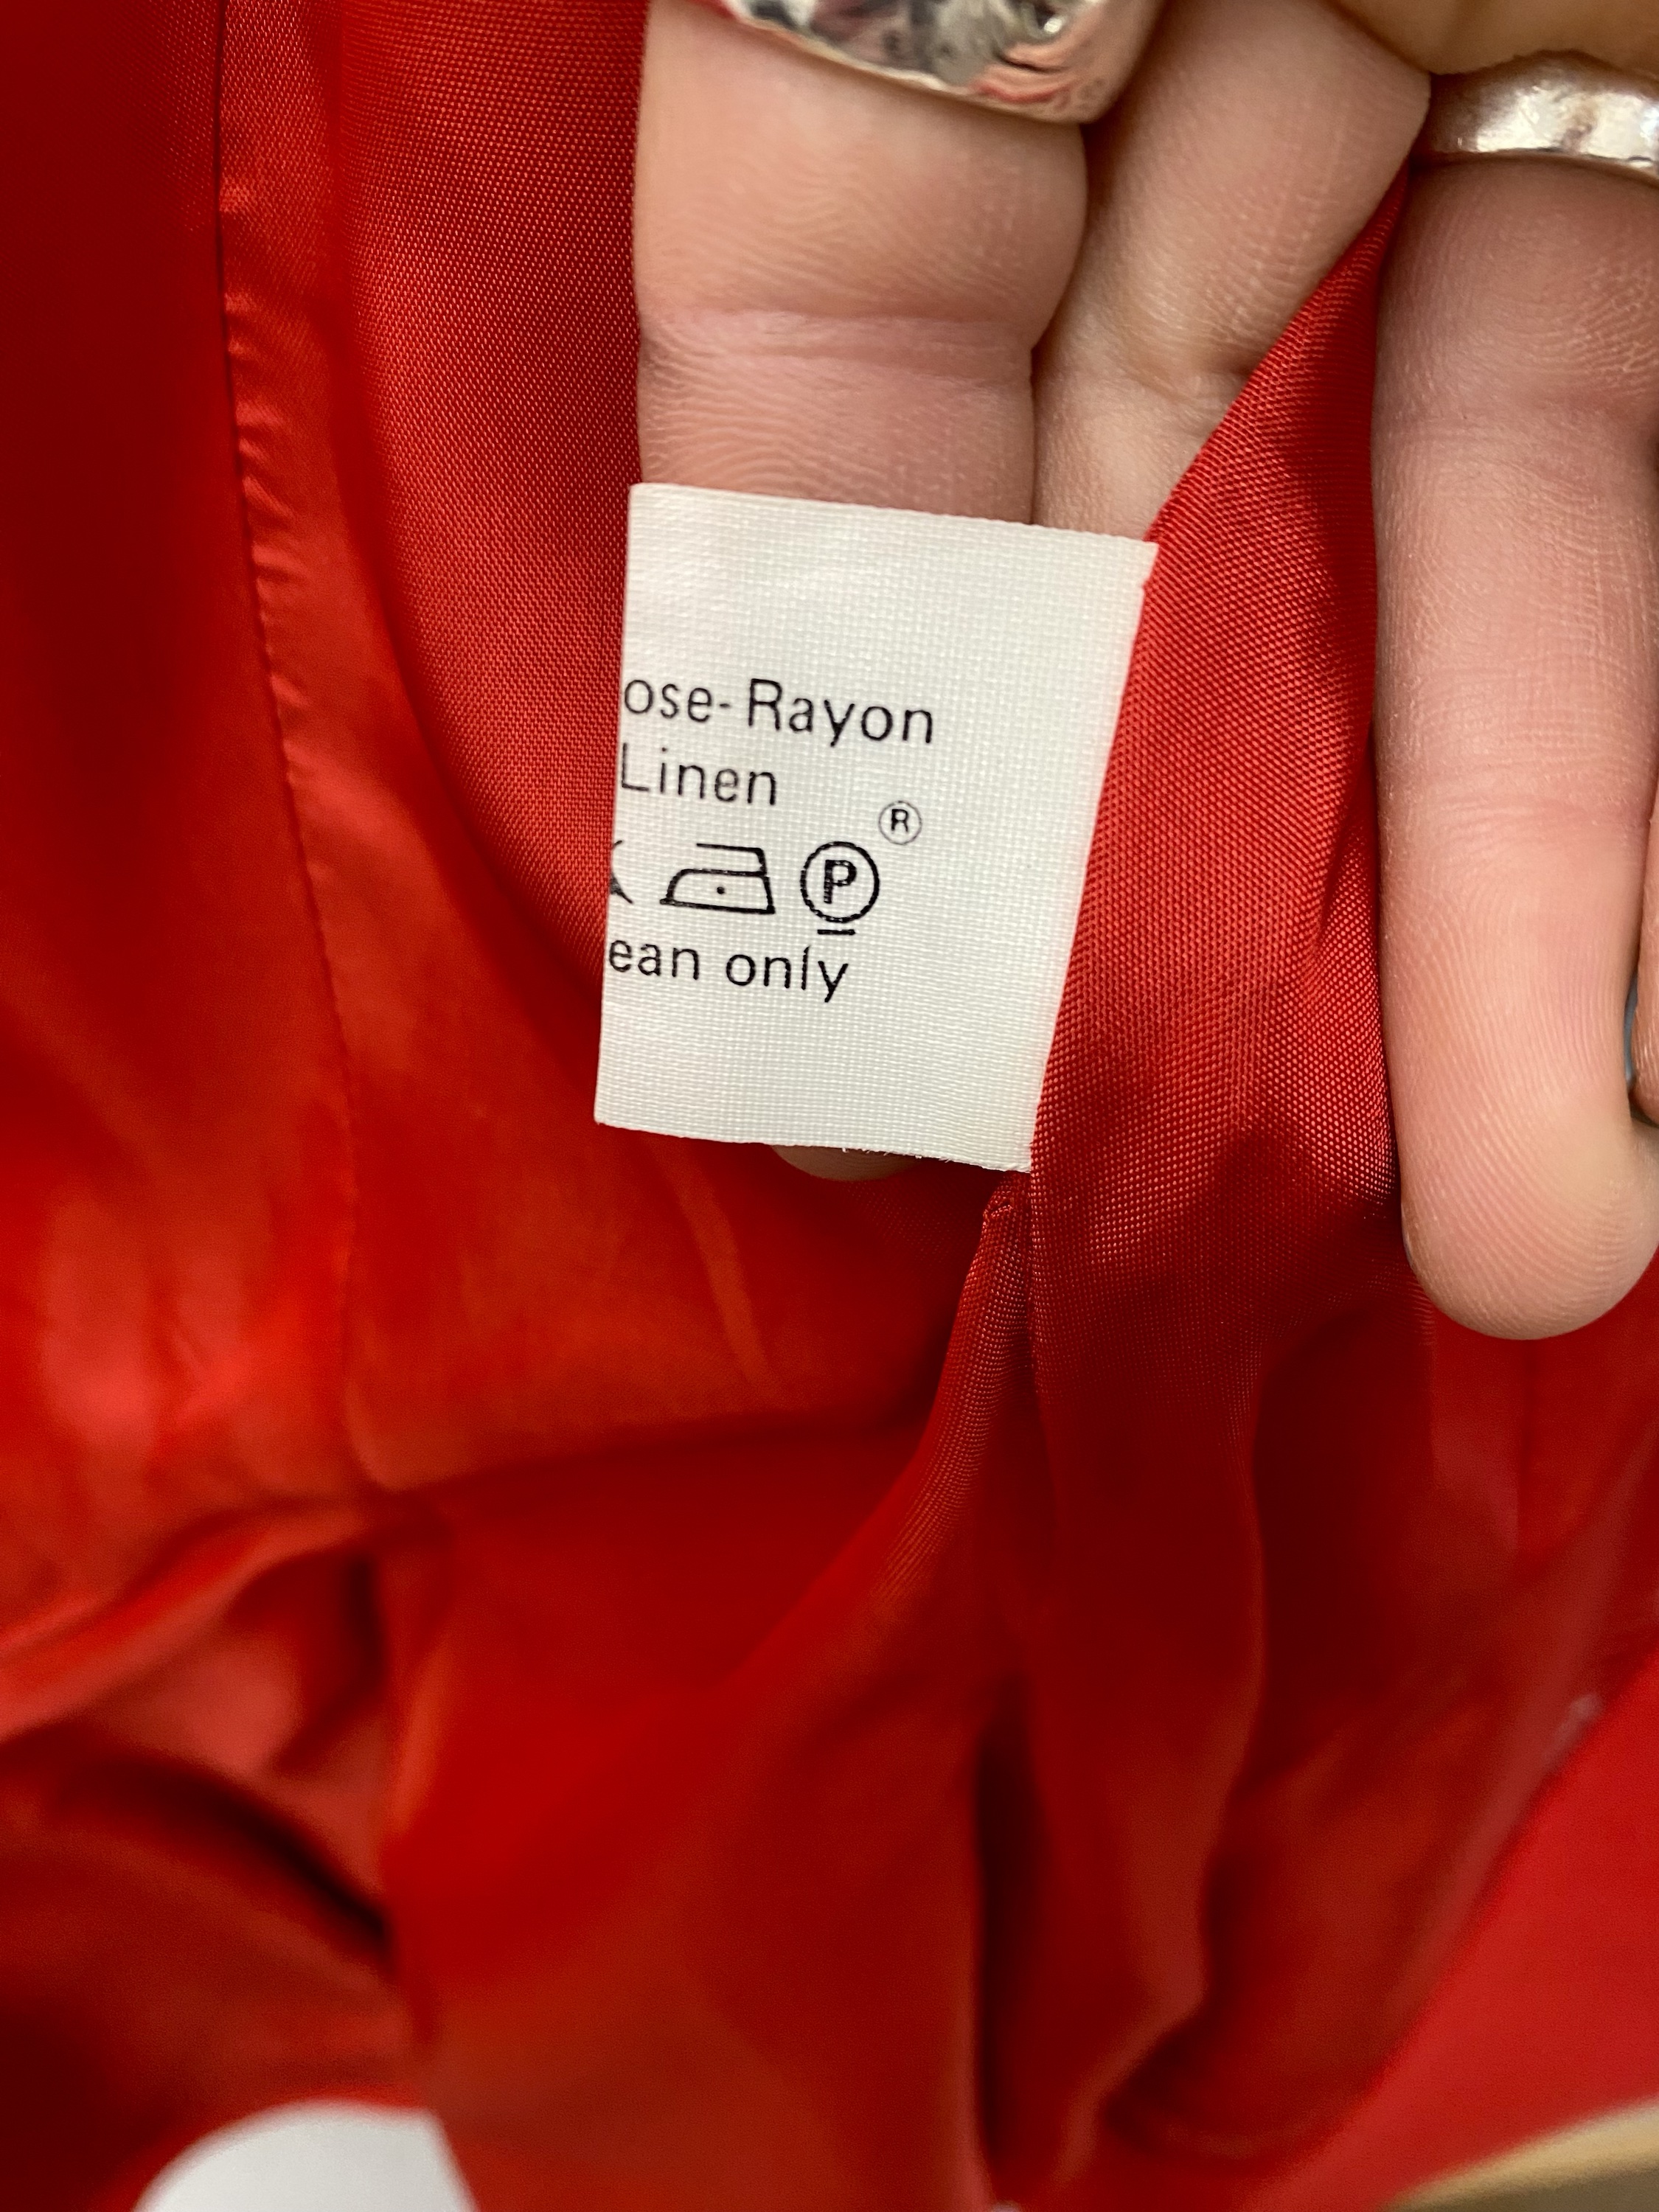 ose-Rayon
Linen
®
P
ean only